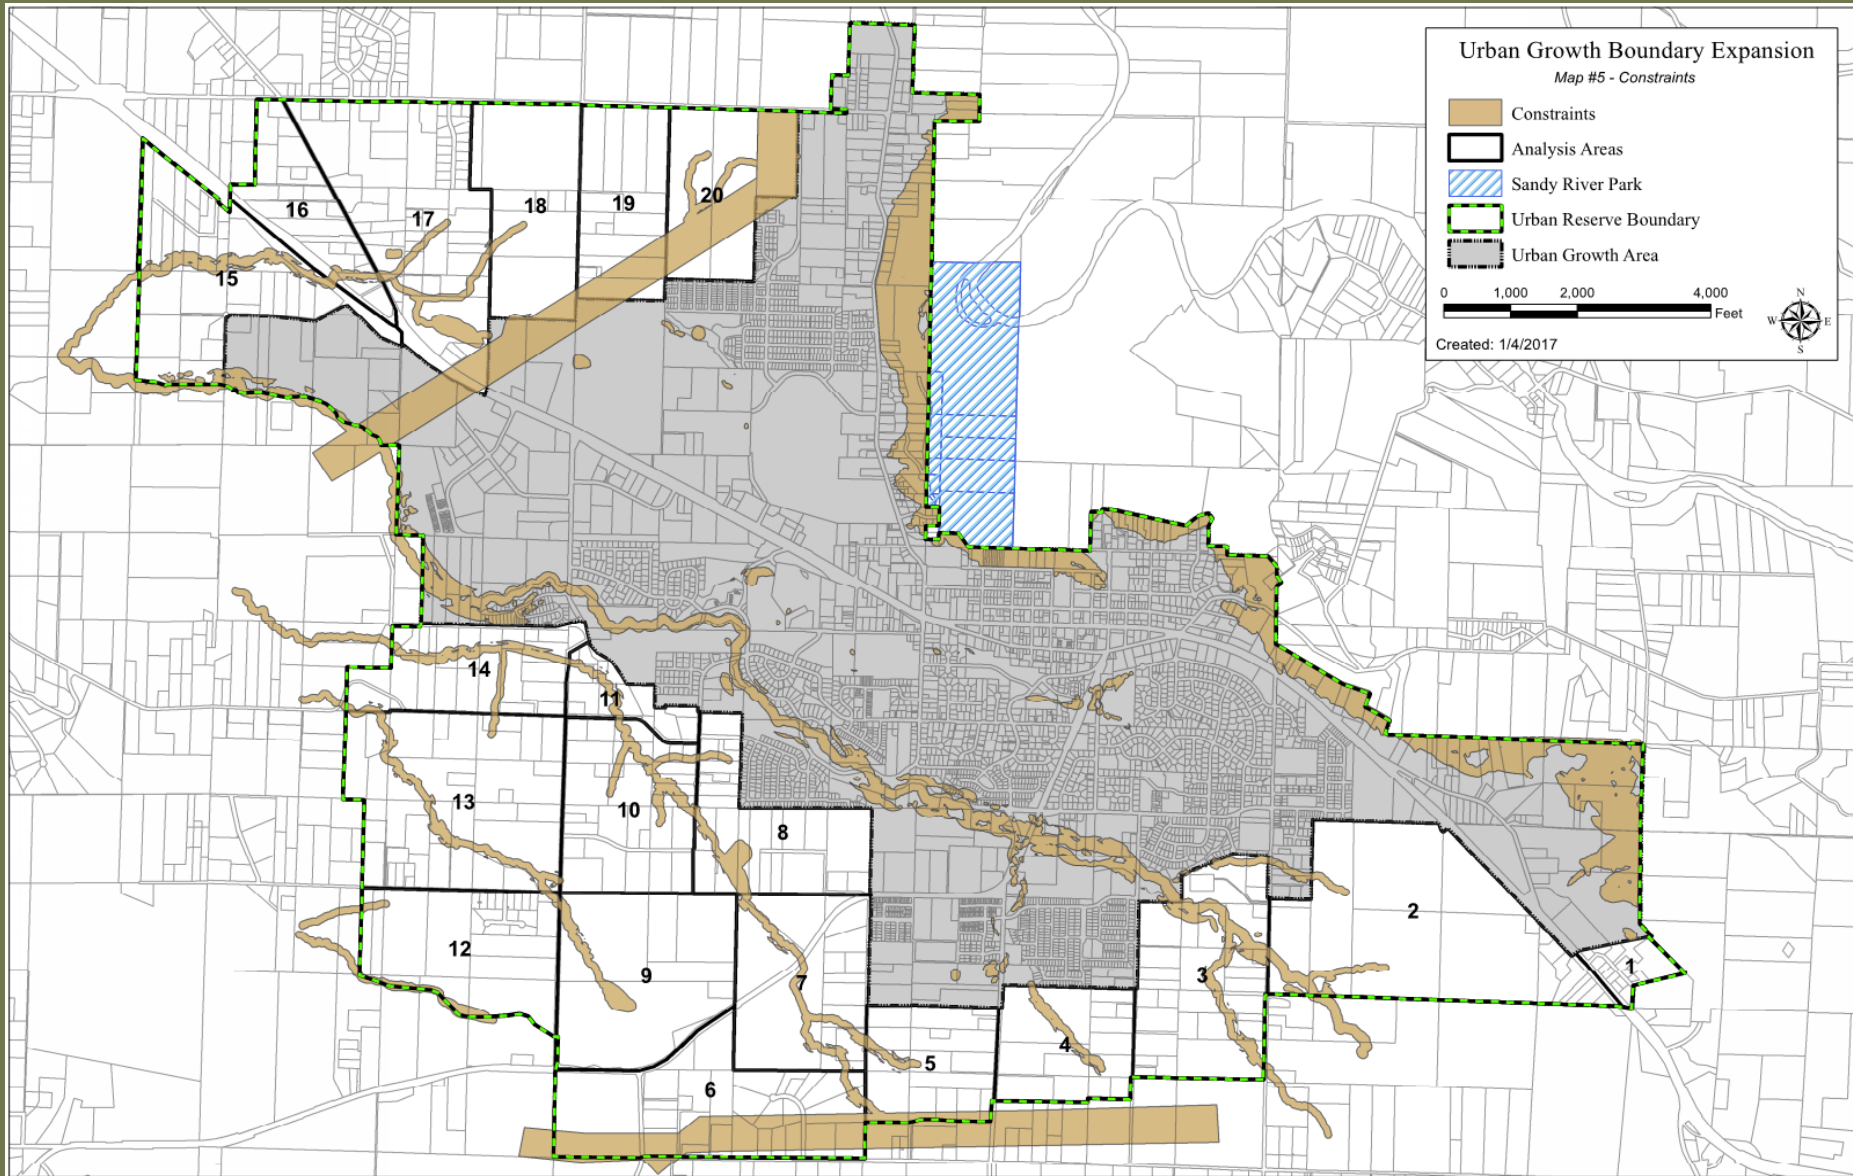 Urban Growth Boundary Expansion
Map #5 - Constraints
Constraints
Analysis Areas
Sandy River Park
Urban Reserve Boundary
Urban Growth Area
0 1,000 2,000 4,000
Feet
Created: 1/4/2017
N
W E
S
16
17
18
19
20
15
14
11
13
10
8
12
9
7
6
5
4
3
2
1